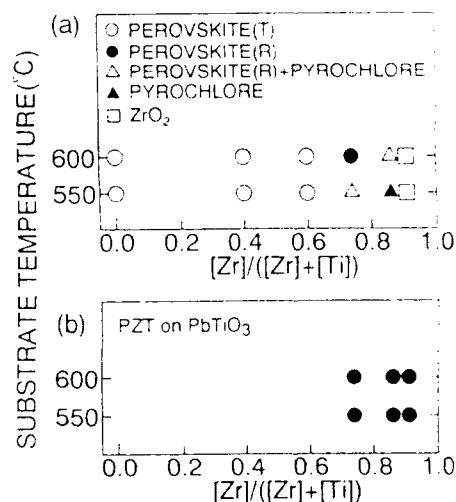 (a)
○ PEROVSKITE(T)
● PEROVSKITE(R)
△ PEROVSKITE(R)+PYROCHLORE
▲ PYROCHLORE
□ ZrO₂
SUBSTRATE TEMPERATURE(°C)
600
550
0.0 0.2 0.4 0.6 0.8 1.0
[Zr]/([Zr]+[Ti])
(b) PZT on PbTiO₃
600
550
0.0 0.2 0.4 0.6 0.8 1.0
[Zr]/([Zr]+[Ti])